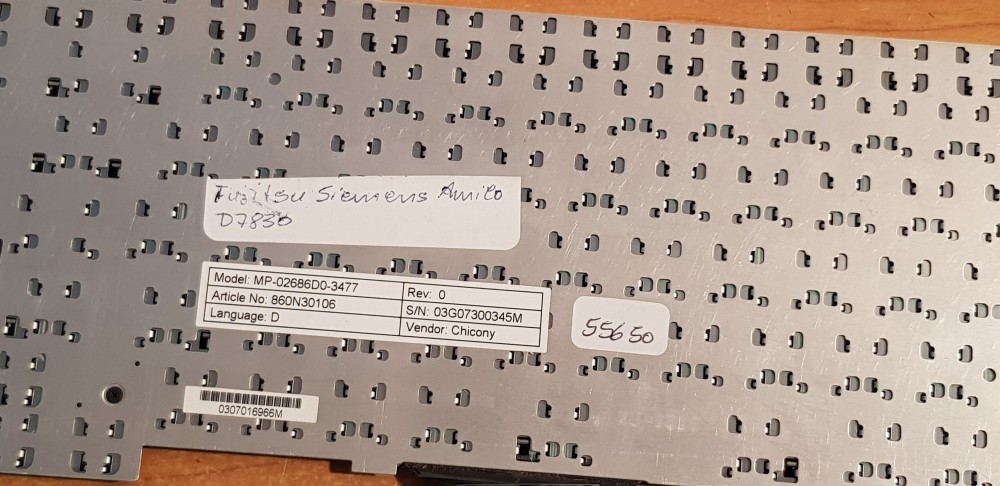 Fujitsu Siemens Amilo
D7830
Model: MP-02686D0-3477
Article No: 860N30106
Language: D
Rev: 0
S/N: 03G07300345M
Vendor: Chicony
55650
0307016966M